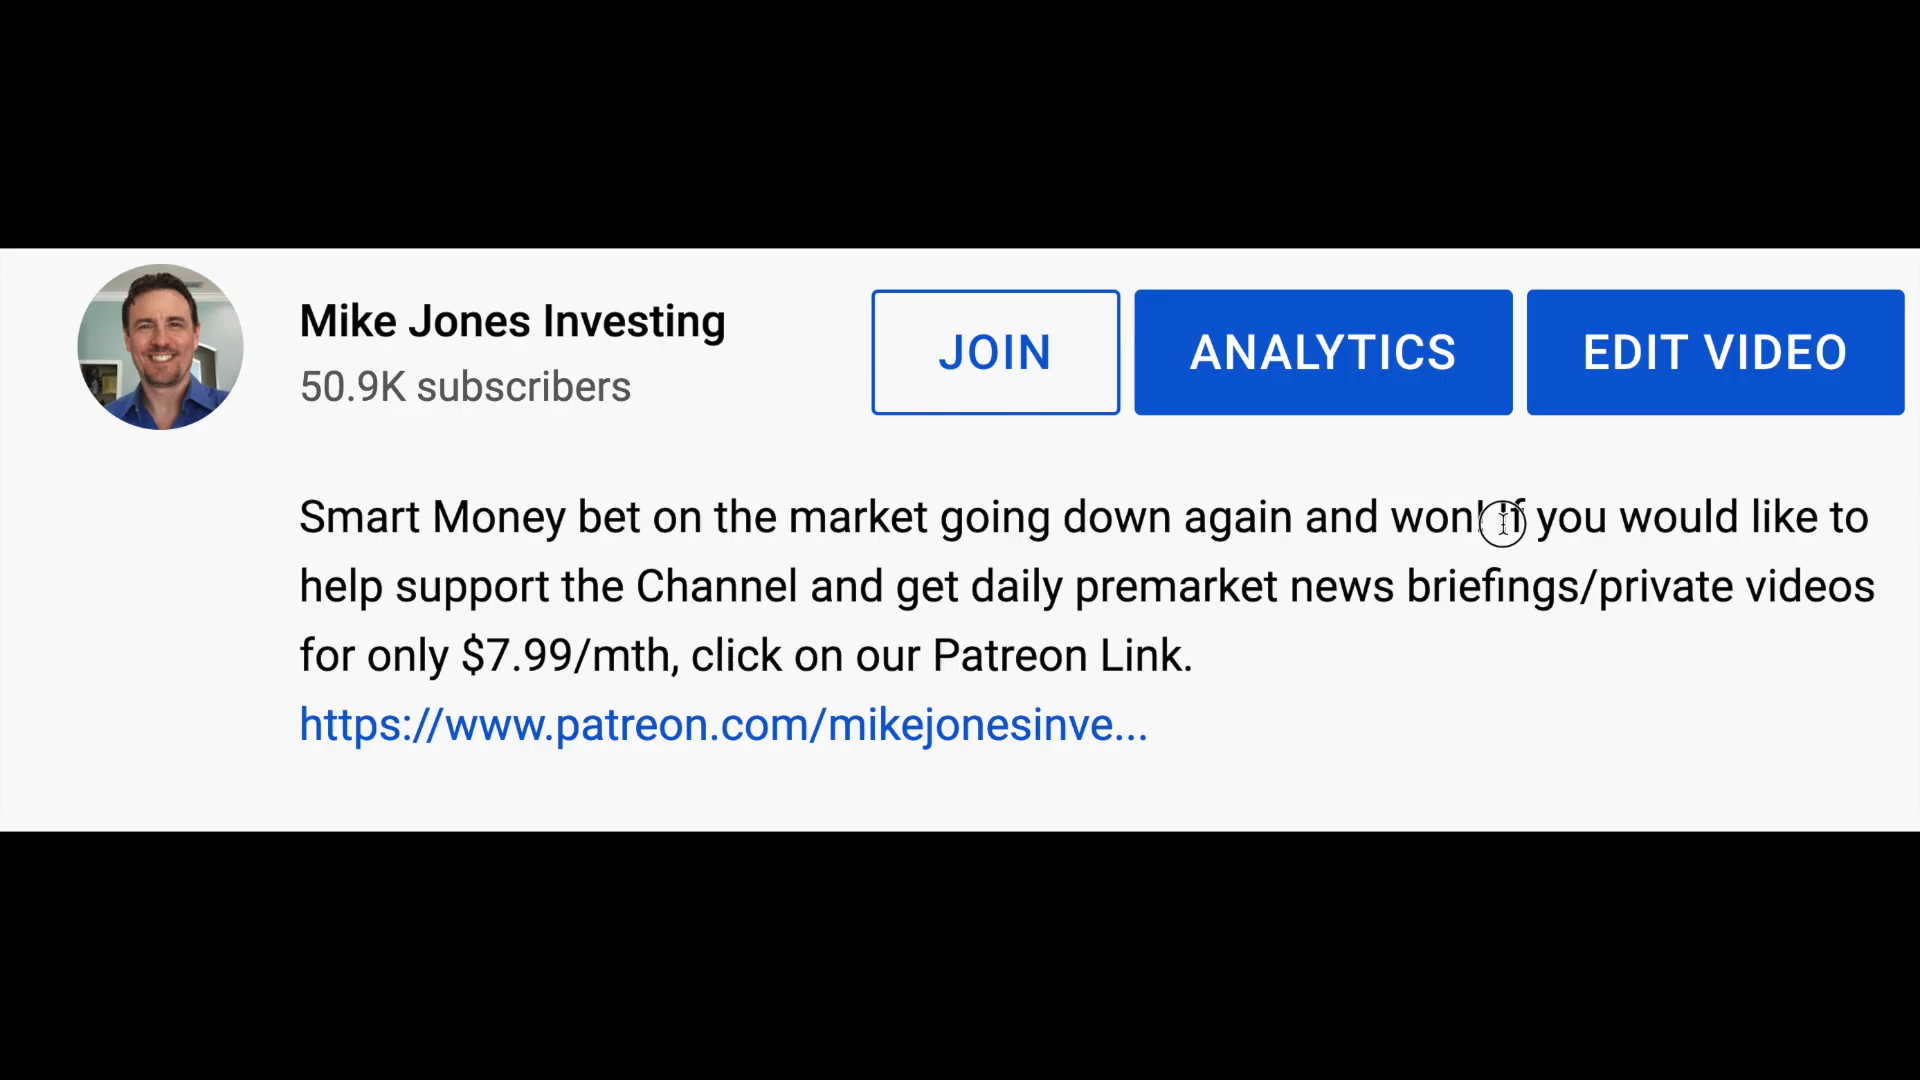 Mike Jones Investing
50.9K subscribers
JOIN
ANALYTICS
EDIT VIDEO
Smart Money bet on the market going down again and won! If you would like to
help support the Channel and get daily premarket news briefings/private videos
for only $7.99/mth, click on our Patreon Link.
https://www.patreon.com/mikejonesinve...